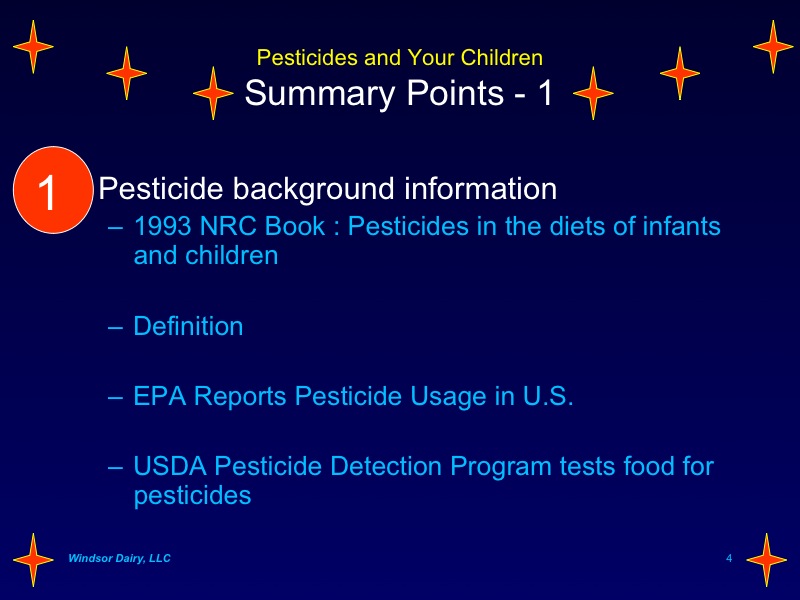 Pesticides and Your Children
Summary Points - 1
1
Pesticide background information
– 1993 NRC Book : Pesticides in the diets of infants
and children
– Definition
– EPA Reports Pesticide Usage in U.S.
– USDA Pesticide Detection Program tests food for
pesticides
Windsor Dairy, LLC
4